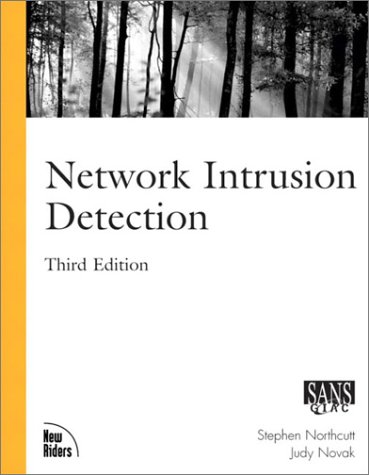 Network Intrusion
Detection
Third Edition
SANS
GIAC
Stephen Northcutt
Judy Novak
New
Riders